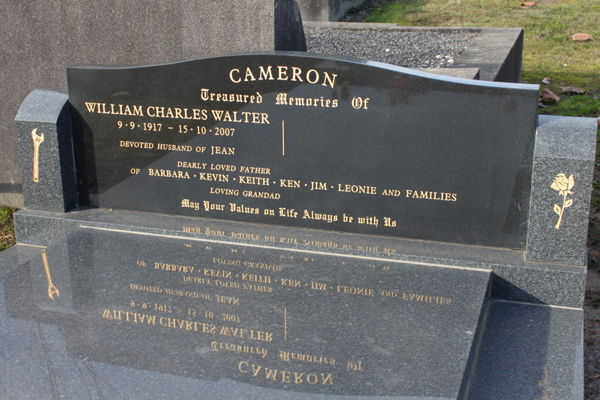 CAMERON
Treasured Memories Of
WILLIAM CHARLES WALTER
9·9·1917 - 15·10·2007
DEVOTED HUSBAND OF JEAN
DEARLY LOVED FATHER
OF BARBARA · KEVIN · KEITH · KEN · JIM · LEONIE AND FAMILIES
LOVING GRANDAD
May Your Values on Life Always be with Us